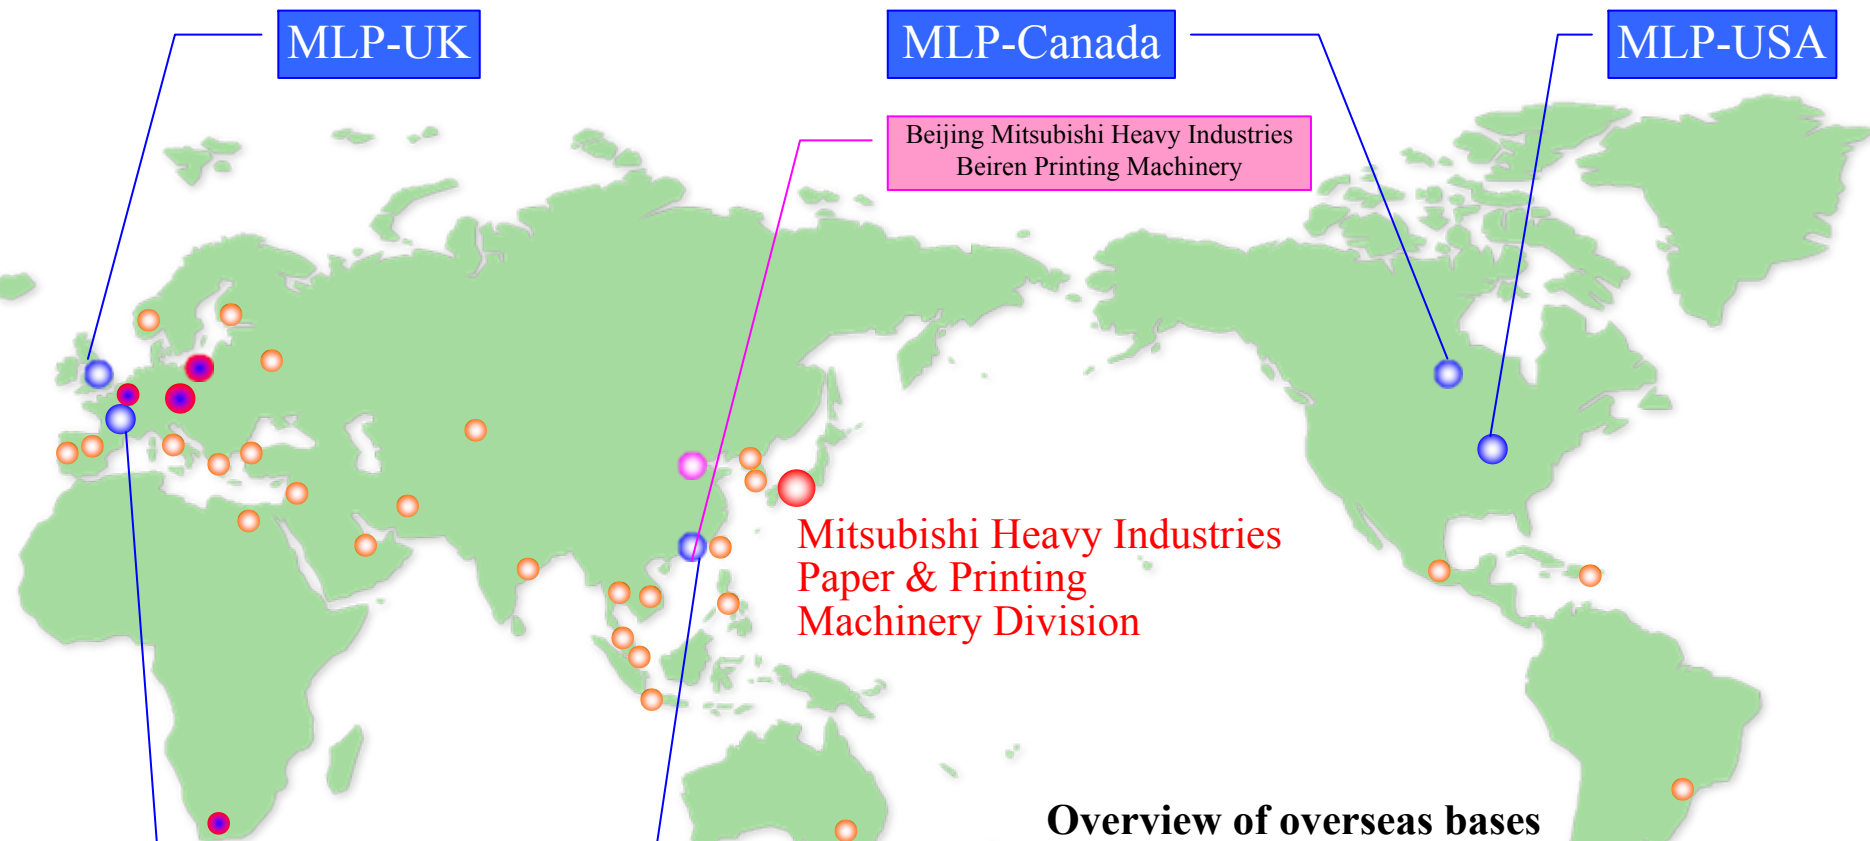 MLP-UK
MLP-Canada
MLP-USA
Beijing Mitsubishi Heavy Industries
Beiren Printing Machinery
Mitsubishi Heavy Industries
Paper & Printing
Machinery Division
Overview of overseas bases